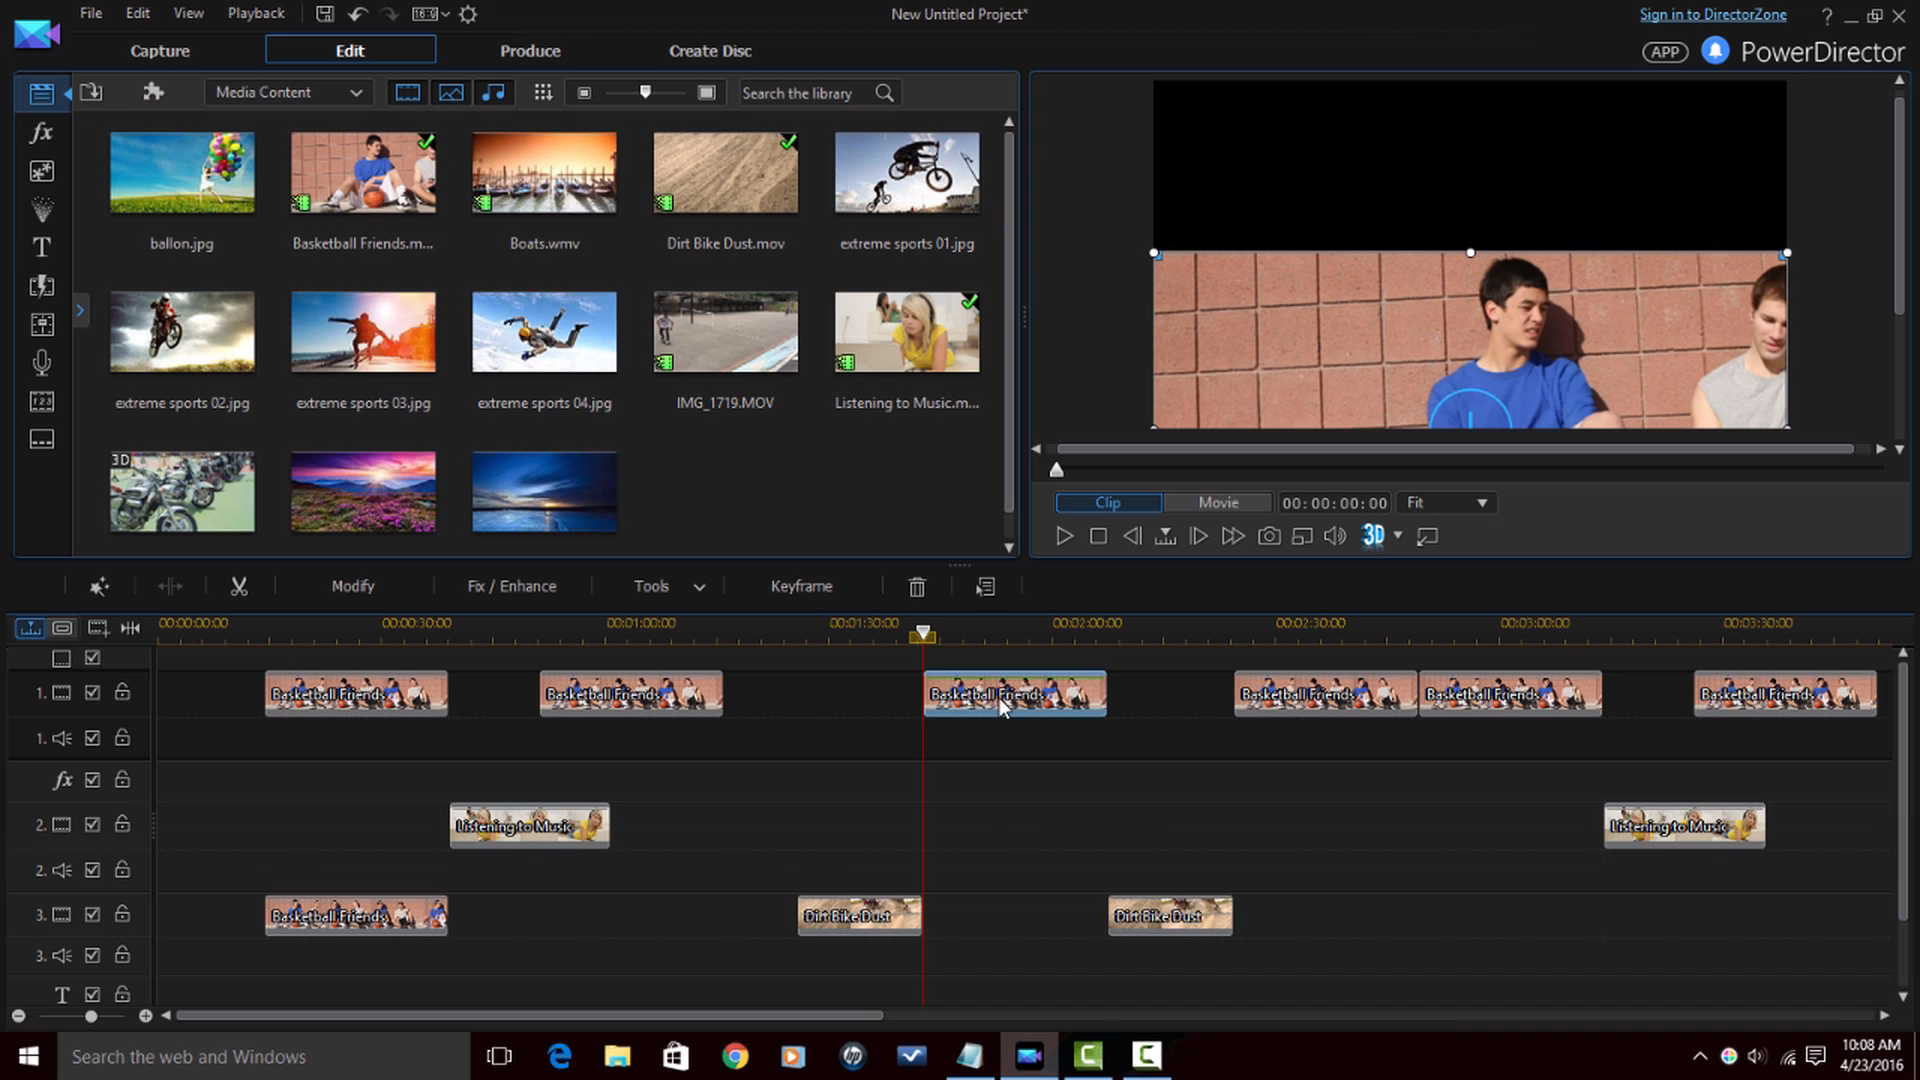 File Edit View Playback
16:9
New Untitled Project*
Sign in to DirectorZone
?
Capture Edit Produce Create Disc
APP PowerDirector
Media Content
Search the library
fx
T
ballon.jpg Basketball Friends.m... Boats.wmv Dirt Bike Dust.mov extreme sports 01.jpg
extreme sports 02.jpg extreme sports 03.jpg extreme sports 04.jpg IMG_1719.MOV Listening to Music.m...
3D
Clip Movie 00:00:00:00 Fit
3D
Modify Fix / Enhance Tools Keyframe
00:00:00:00 00:00:30:00 00:01:00:00 00:01:30:00 00:02:00:00 00:02:30:00 00:03:00:00 00:03:30:00
1. Basketball Friends Basketball Friends Basketball Friends Basketball Friends Basketball Friends Basketball Friends
1.
fx
2. Listening to Music Listening to Music
2.
3. Basketball Friends Dirt Bike Dust Dirt Bike Dust
3.
T
Search the web and Windows
10:08 AM
4/23/2016